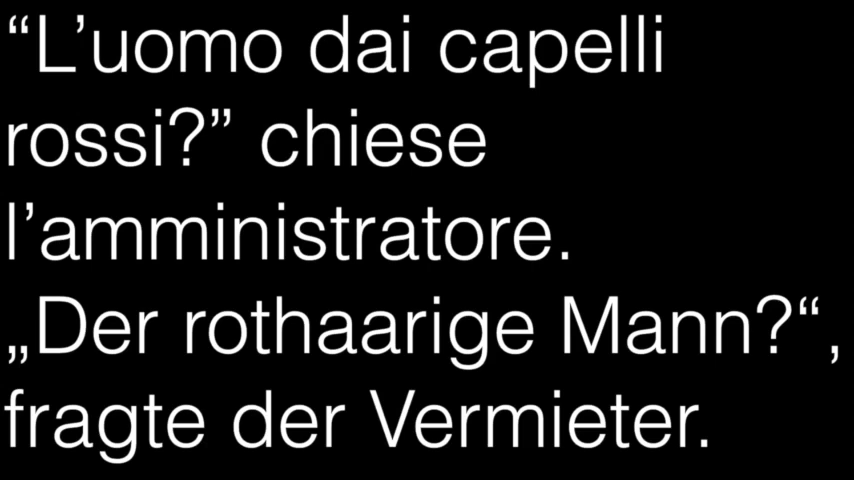 “L’uomo dai capelli
rossi?” chiese
l’amministratore.
„Der rothaarige Mann?“,
fragte der Vermieter.